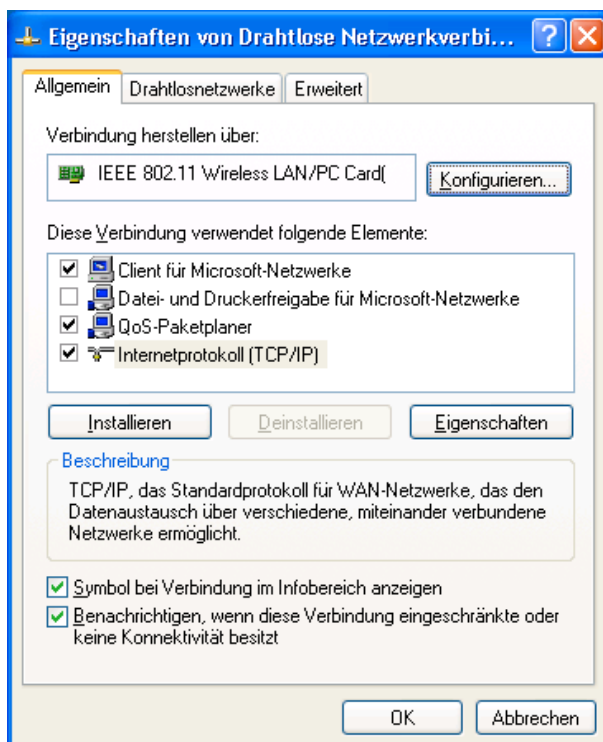 Eigenschaften von Drahtlose Netzwerkverbi...
Allgemein
Drahtlosnetzwerke
Erweitert
Verbindung herstellen über:
IEEE 802.11 Wireless LAN/PC Card(
Konfigurieren...
Diese Verbindung verwendet folgende Elemente:
Client für Microsoft-Netzwerke
Datei- und Druckerfreigabe für Microsoft-Netzwerke
QoS-Paketplaner
Internetprotokoll (TCP/IP)
Installieren
Deinstallieren
Eigenschaften
Beschreibung
TCP/IP, das Standardprotokoll für WAN-Netzwerke, das den
Datenaustausch über verschiedene, miteinander verbundene
Netzwerke ermöglicht.
Symbol bei Verbindung im Infobereich anzeigen
Benachrichtigen, wenn diese Verbindung eingeschränkte oder
keine Konnektivität besitzt
OK
Abbrechen